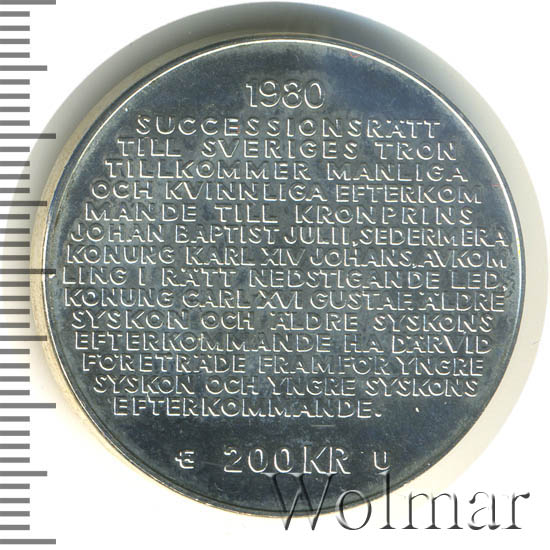 1980
SUCCESSIONSRÄTT
TILL SVERIGES TRON
TILLKOMMER MANLIGA
OCH KVINNLIGA EFTERKOM
MANDE TILL KRONPRINS
JOHAN BAPTIST JULII, SEDERMERA
KONUNG KARL XIV JOHANS, AVKOM
LING I RÄTT NEDSTIGANDE LED,
KONUNG CARL XVI GUSTAF. ÄLDRE
SYSKON OCH ÄLDRE SYSKONS
EFTERKOMMANDE HA DÄRVID
FÖRETRÄDE FRAMFÖR YNGRE
SYSKON OCH YNGRE SYSKONS
EFTERKOMMANDE.
200 KR U
Wolmar